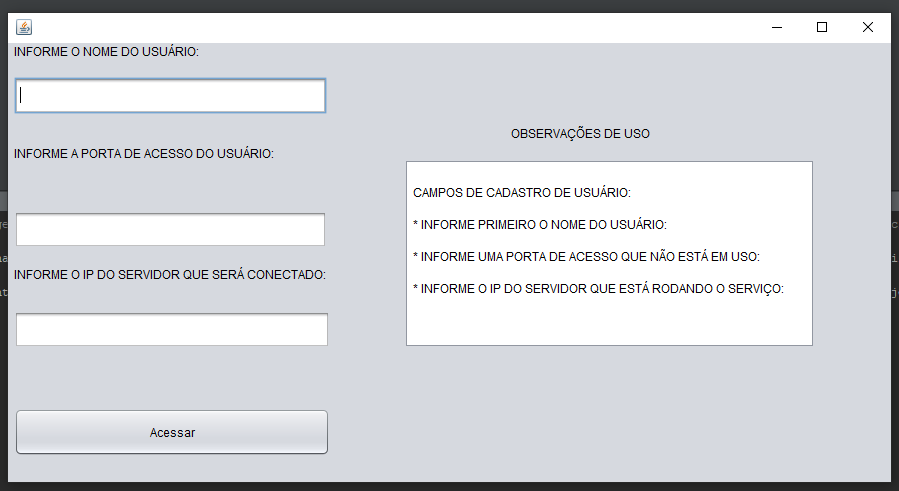 INFORME O NOME DO USUÁRIO:
INFORME A PORTA DE ACESSO DO USUÁRIO:
INFORME O IP DO SERVIDOR QUE SERÁ CONECTADO:
Acessar
OBSERVAÇÕES DE USO
CAMPOS DE CADASTRO DE USUÁRIO:
* INFORME PRIMEIRO O NOME DO USUÁRIO:
* INFORME UMA PORTA DE ACESSO QUE NÃO ESTÁ EM USO:
* INFORME O IP DO SERVIDOR QUE ESTÁ RODANDO O SERVIÇO: